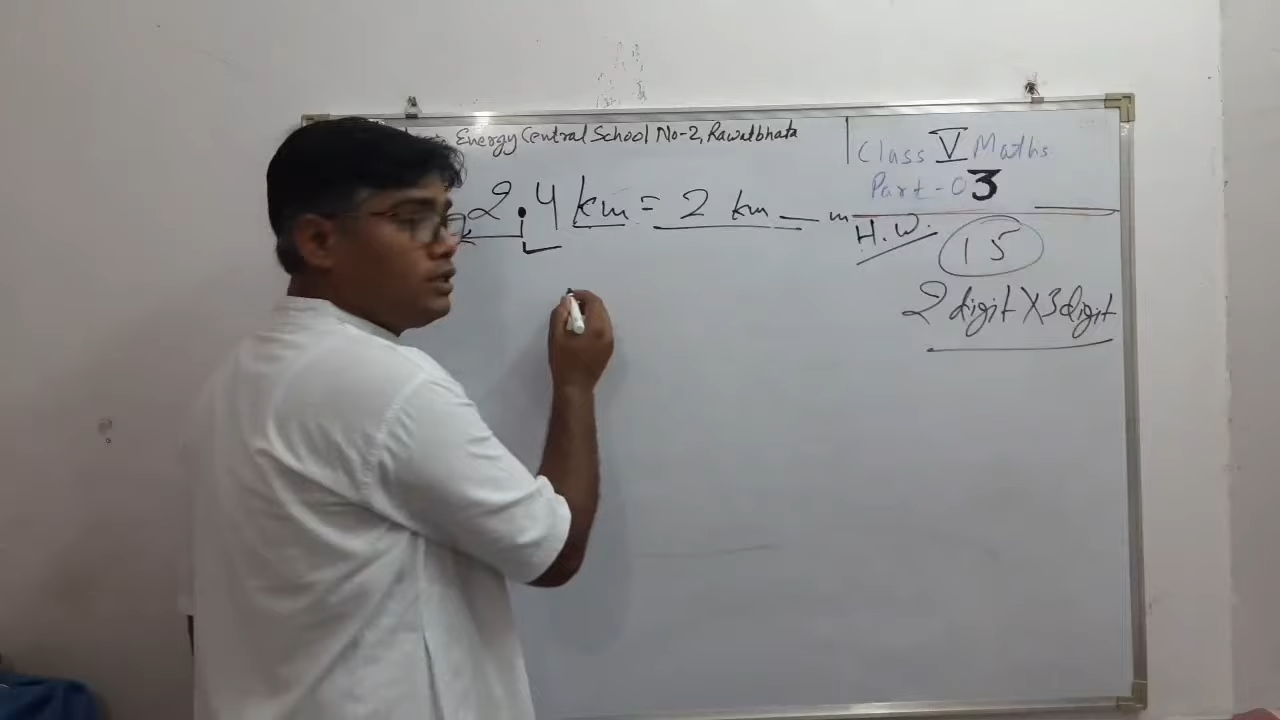 Energy Central School No-2, Rawatbhata
Class V Maths
Part-03
2.4 km = 2 km __ m
H.W. 15
2 digit X 3 digit